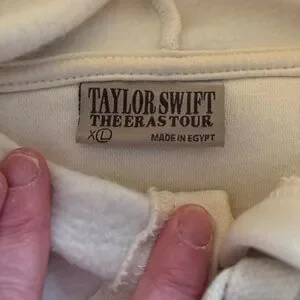 TAYLOR SWIFT
THE ERAS TOUR
XL MADE IN EGYPT